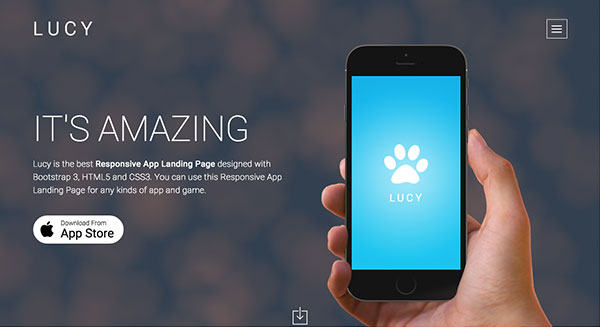 LUCY
IT'S AMAZING
Lucy is the best Responsive App Landing Page designed with
Bootstrap 3, HTML5 and CSS3. You can use this Responsive App
Landing Page for any kinds of app and game.
Download From
App Store
LUCY